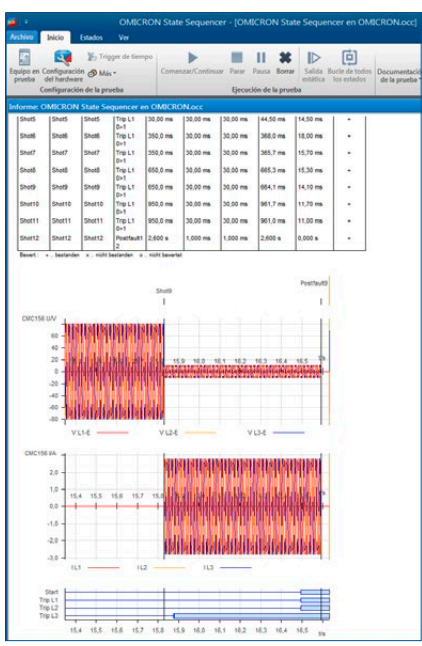 OMICRON State Sequencer - [OMICRON State Sequencer en OMICRON.occ]
Archivo Inicio Estados Ver
Equipo en prueba
Configuración del hardware
Trigger de tiempo
Más
Comenzar/Continuar Parar Pausa Borrar
Salida estática
Bucle de todos los estados
Documentación de la prueba
Configuración de la prueba Ejecución de la prueba
Informe: OMICRON State Sequencer en OMICRON.occ
Shot5 Shot5 Shot5 Trip L1 0>1 30,00 ms 30,00 ms 30,00 ms 44,50 ms 14,50 ms +
Shot6 Shot6 Shot6 Trip L1 0>1 350,0 ms 30,00 ms 30,00 ms 368,0 ms 18,00 ms +
Shot7 Shot7 Shot7 Trip L1 0>1 350,0 ms 30,00 ms 30,00 ms 365,7 ms 15,70 ms +
Shot8 Shot8 Shot8 Trip L1 0>1 650,0 ms 30,00 ms 30,00 ms 665,3 ms 15,30 ms +
Shot9 Shot9 Shot9 Trip L1 0>1 650,0 ms 30,00 ms 30,00 ms 664,1 ms 14,10 ms +
Shot10 Shot10 Shot10 Trip L1 0>1 950,0 ms 30,00 ms 30,00 ms 961,7 ms 11,70 ms +
Shot11 Shot11 Shot11 Trip L1 0>1 950,0 ms 30,00 ms 30,00 ms 961,0 ms 11,00 ms +
Shot12 Shot12 Shot12 Postfault1 2 2,600 s 1,000 ms 1,000 ms 2,600 s 0,000 s +
Bewert.: + .. bestanden x .. nicht bestanden o .. nicht bewertet
Shot9 Postfault9
CMC156 U/V
60
40
20
0
-20
-40
-60
-80
15,9 16,0 16,1 16,2 16,3 16,4 16,5 t/s
V L1-E V L2-E V L3-E
CMC156 I/A
2,0
1,0
0,0
-1,0
-2,0
-3,0
15,4 15,5 15,6 15,7
I L1 I L2 I L3
Start
Trip L1
Trip L2
Trip L3
15,4 15,5 15,6 15,7 15,8 15,9 16,0 16,1 16,2 16,3 16,4 16,5 t/s